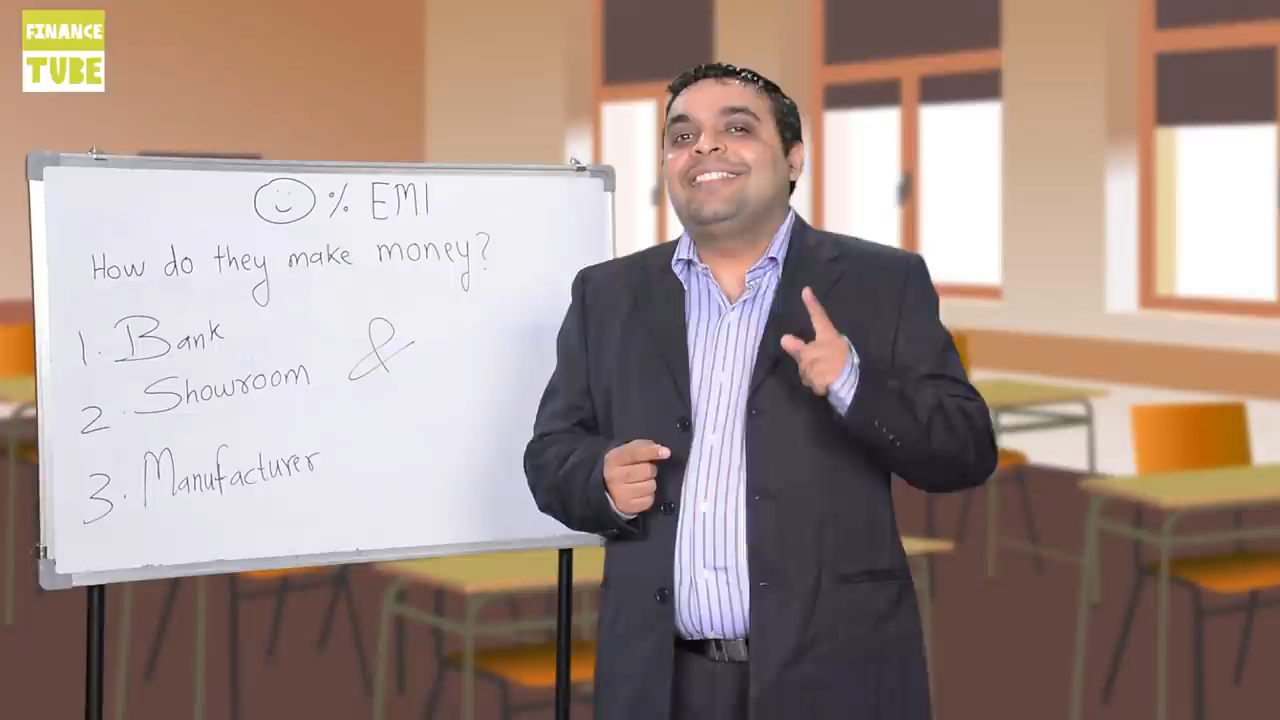 FINANCE
TUBE
% EMI
How do they make money?
1. Bank
2. Showroom &
3. Manufacturer